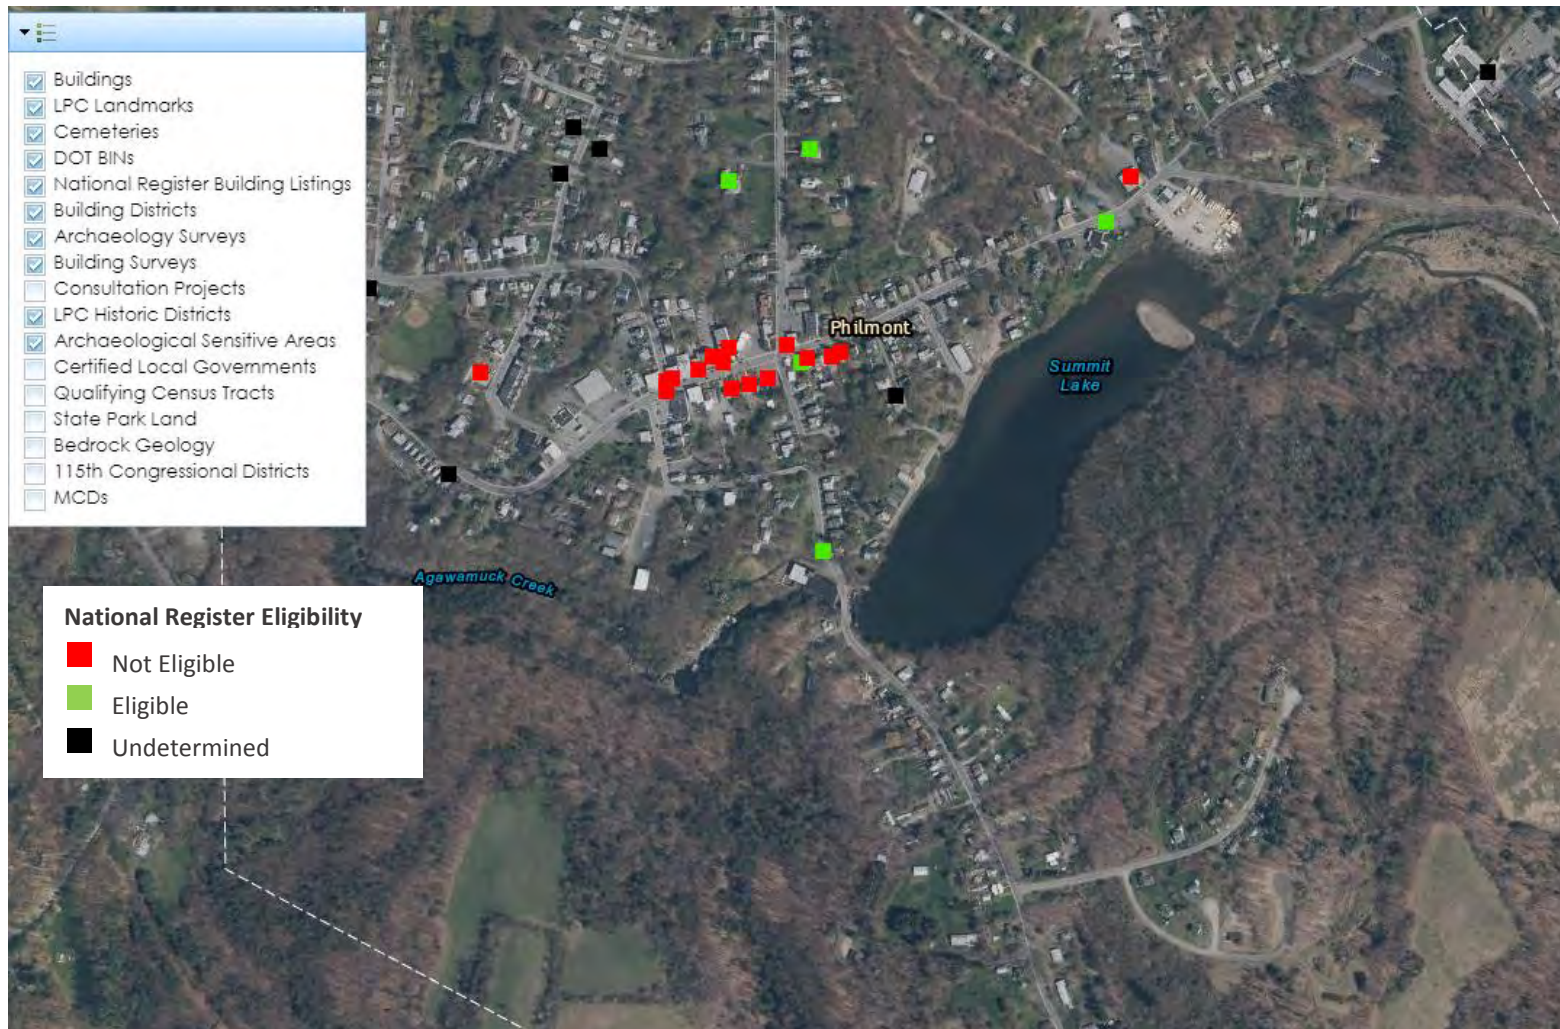 Buildings
LPC Landmarks
Cemeteries
DOT BINs
National Register Building Listings
Building Districts
Archaeology Surveys
Building Surveys
Consultation Projects
LPC Historic Districts
Archaeological Sensitive Areas
Certified Local Governments
Qualifying Census Tracts
State Park Land
Bedrock Geology
115th Congressional Districts
MCDs
Philmont
Summit
Lake
Agawamuck Creek
National Register Eligibility
Not Eligible
Eligible
Undetermined